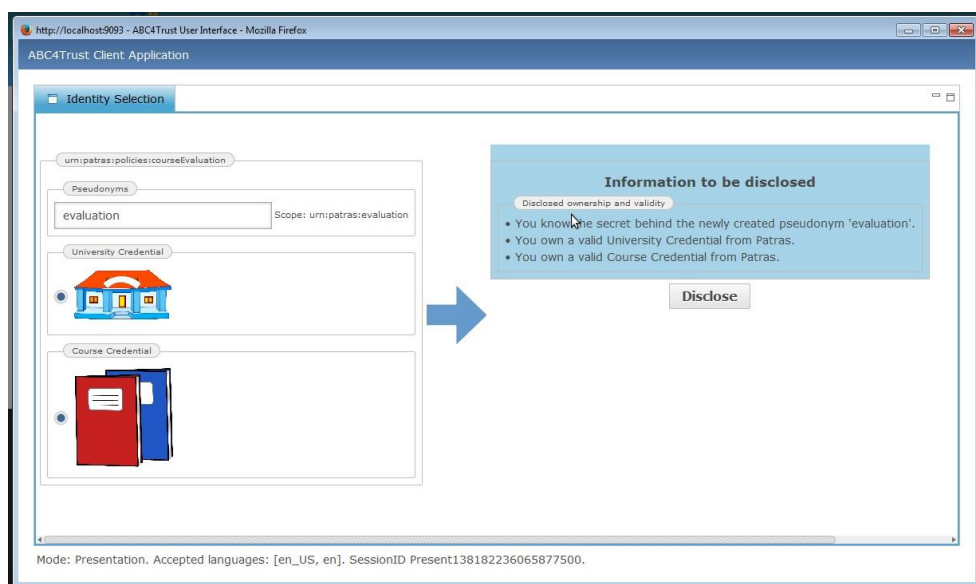 http://localhost:9093 - ABC4Trust User Interface - Mozilla Firefox
ABC4Trust Client Application
Identity Selection
urn:patras:policies:courseEvaluation
Pseudonyms
evaluation
Scope: urn:patras:evaluation
University Credential
Course Credential
Information to be disclosed
Disclosed ownership and validity
• You know the secret behind the newly created pseudonym 'evaluation'.
• You own a valid University Credential from Patras.
• You own a valid Course Credential from Patras.
Disclose
Mode: Presentation. Accepted languages: [en_US, en]. SessionID Present138182236065877500.